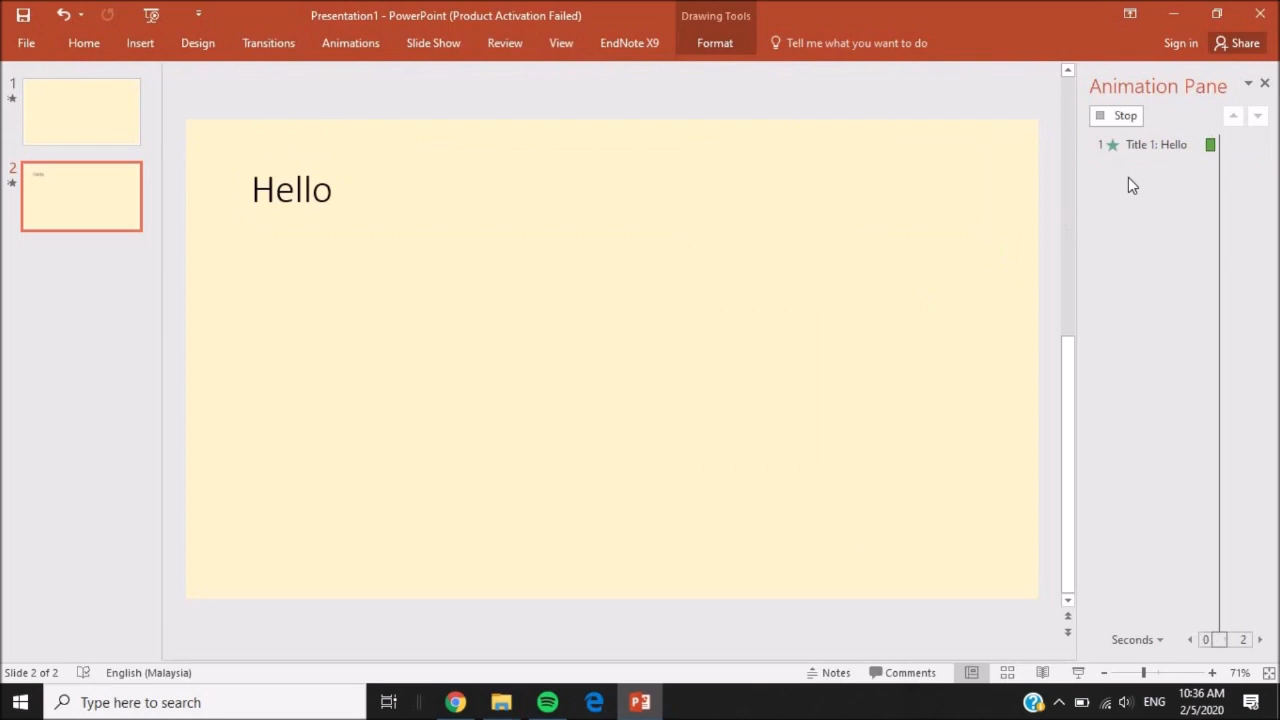 Presentation1 - PowerPoint (Product Activation Failed)
Drawing Tools
File Home Insert Design Transitions Animations Slide Show Review View EndNote X9 Format Tell me what you want to do Sign in Share
1
2
Hello
Animation Pane
Stop
1 Title 1: Hello
Seconds 0 2
Slide 2 of 2 English (Malaysia) Notes Comments 71%
Type here to search
ENG
10:36 AM
2/5/2020